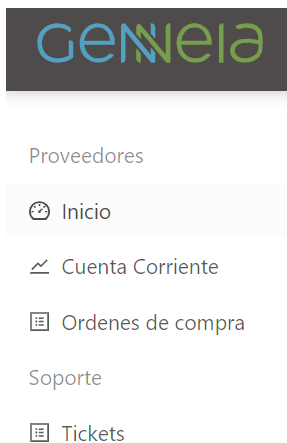 GENNEIA
Proveedores
Inicio
Cuenta Corriente
Ordenes de compra
Soporte
Tickets